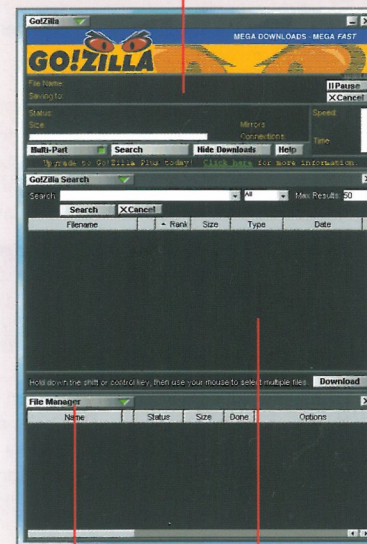 Go!Zilla
MEGA DOWNLOADS - MEGA FAST
GO!ZILLA
File Name:
Saving to:
Pause
Cancel
Status:
Size:
Mirrors:
Connections:
Speed
Time
Multi-Part Search Hide Downloads Help
Upgrade to Go!Zilla Plus today! Click here for more information.
Go!Zilla Search
Search: All Max Results: 50
Search Cancel
Filename Rank Size Type Date
Hold down the shift or control key, then use your mouse to select multiple files. Download
File Manager
Name Status Size Done Options